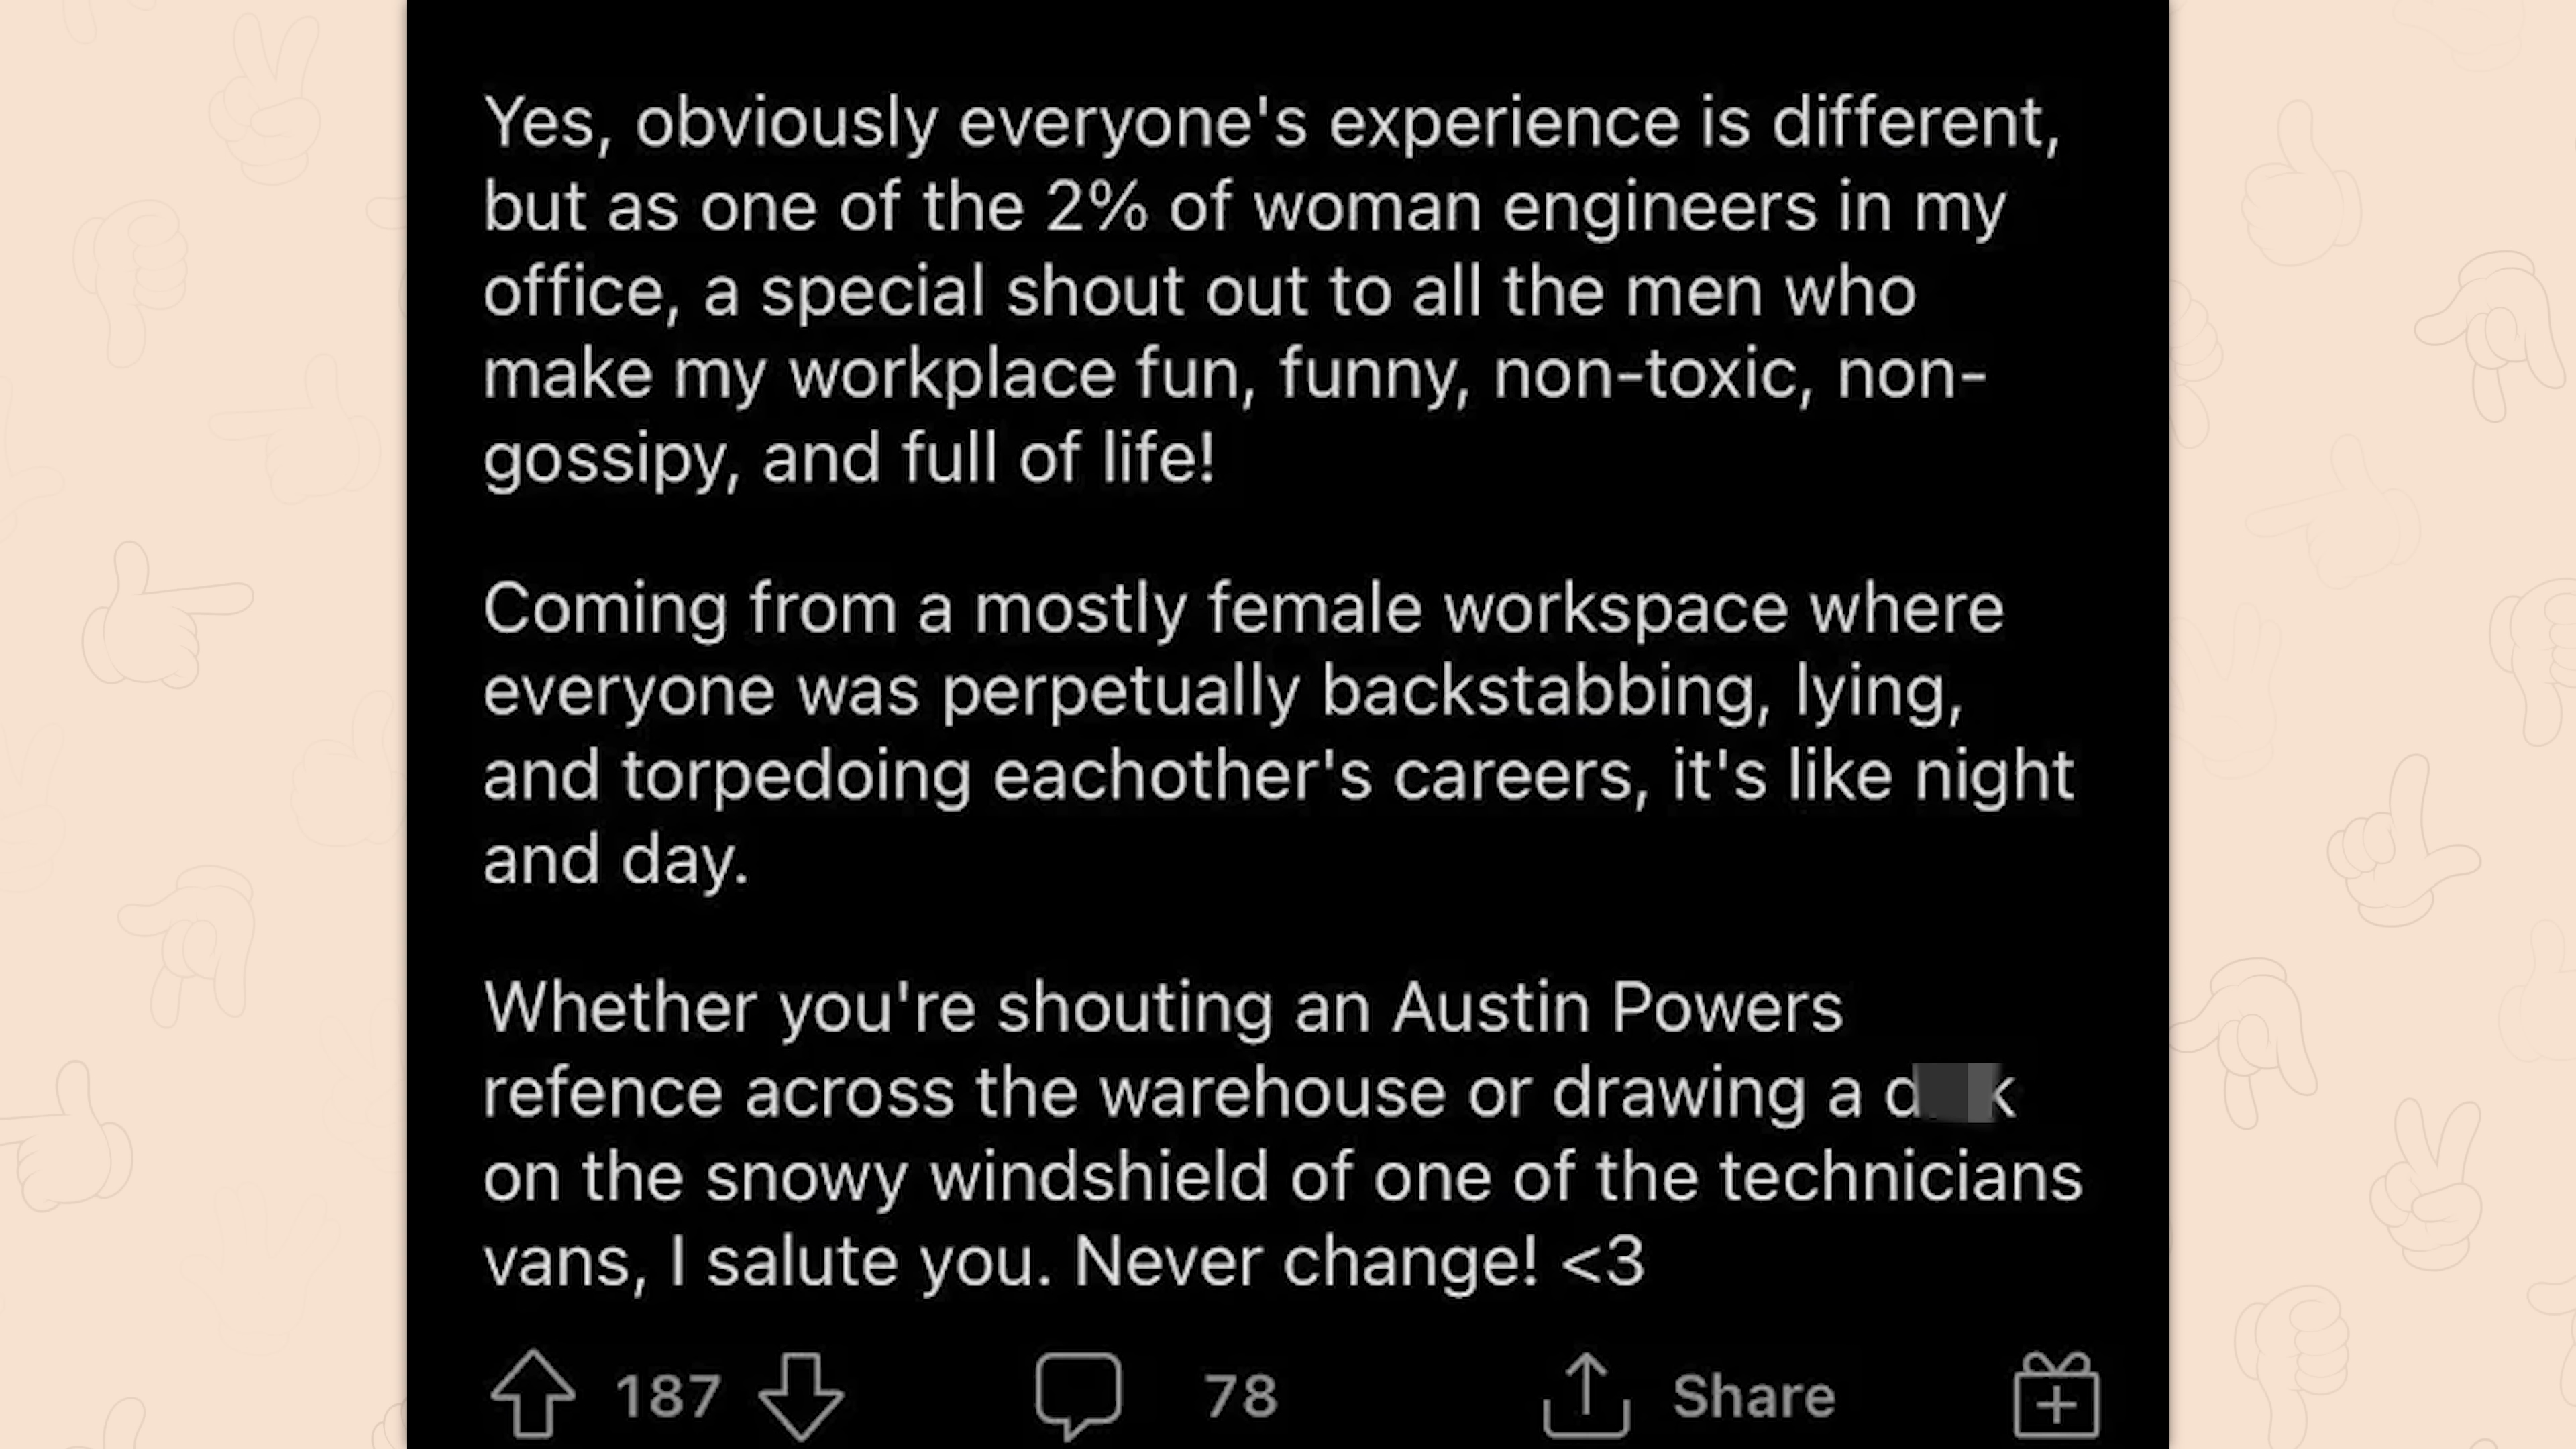 Yes, obviously everyone's experience is different,
but as one of the 2% of woman engineers in my
office, a special shout out to all the men who
make my workplace fun, funny, non-toxic, non-
gossipy, and full of life!
Coming from a mostly female workspace where
everyone was perpetually backstabbing, lying,
and torpedoing eachother's careers, it's like night
and day.
Whether you're shouting an Austin Powers
refence across the warehouse or drawing a d k
on the snowy windshield of one of the technicians
vans, I salute you. Never change! <3
187 78 Share